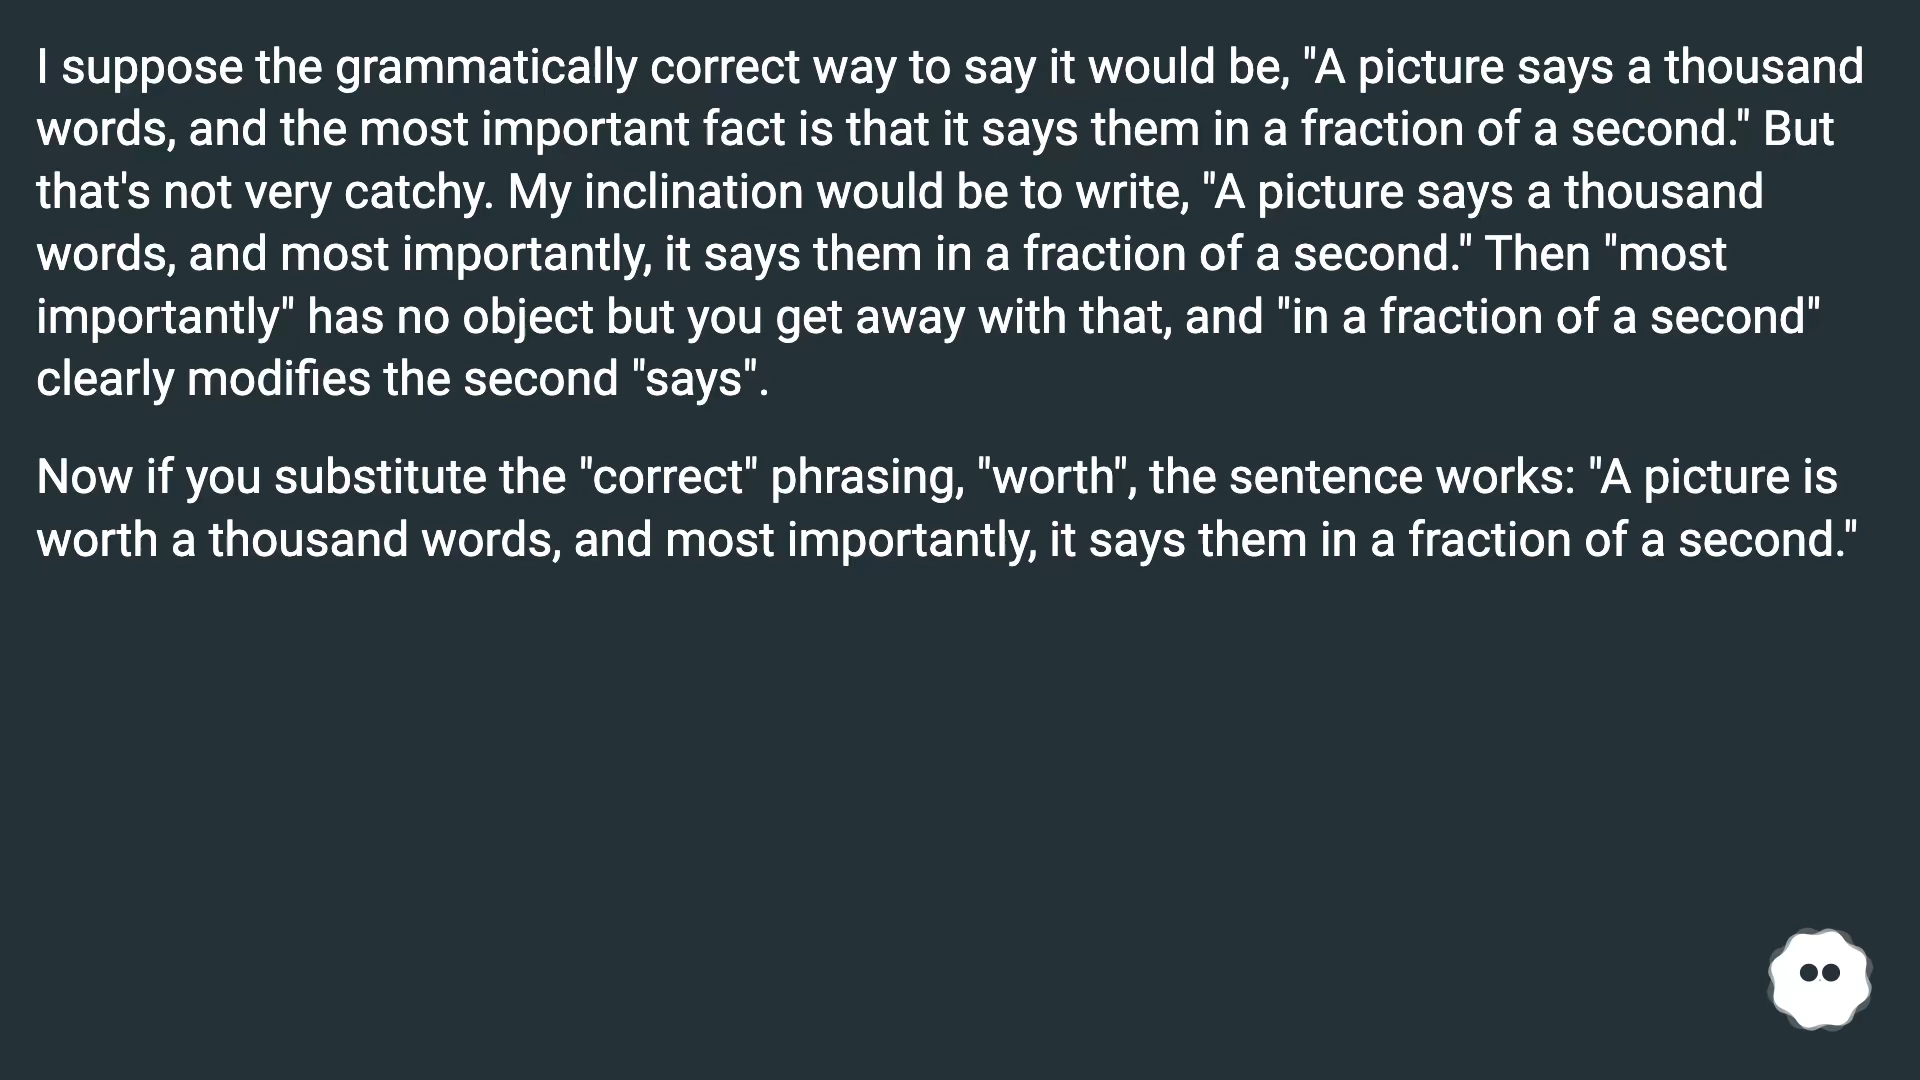 I suppose the grammatically correct way to say it would be, "A picture says a thousand
words, and the most important fact is that it says them in a fraction of a second." But
that's not very catchy. My inclination would be to write, "A picture says a thousand
words, and most importantly, it says them in a fraction of a second." Then "most
importantly" has no object but you get away with that, and "in a fraction of a second"
clearly modifies the second "says".
Now if you substitute the "correct" phrasing, "worth", the sentence works: "A picture is
worth a thousand words, and most importantly, it says them in a fraction of a second."